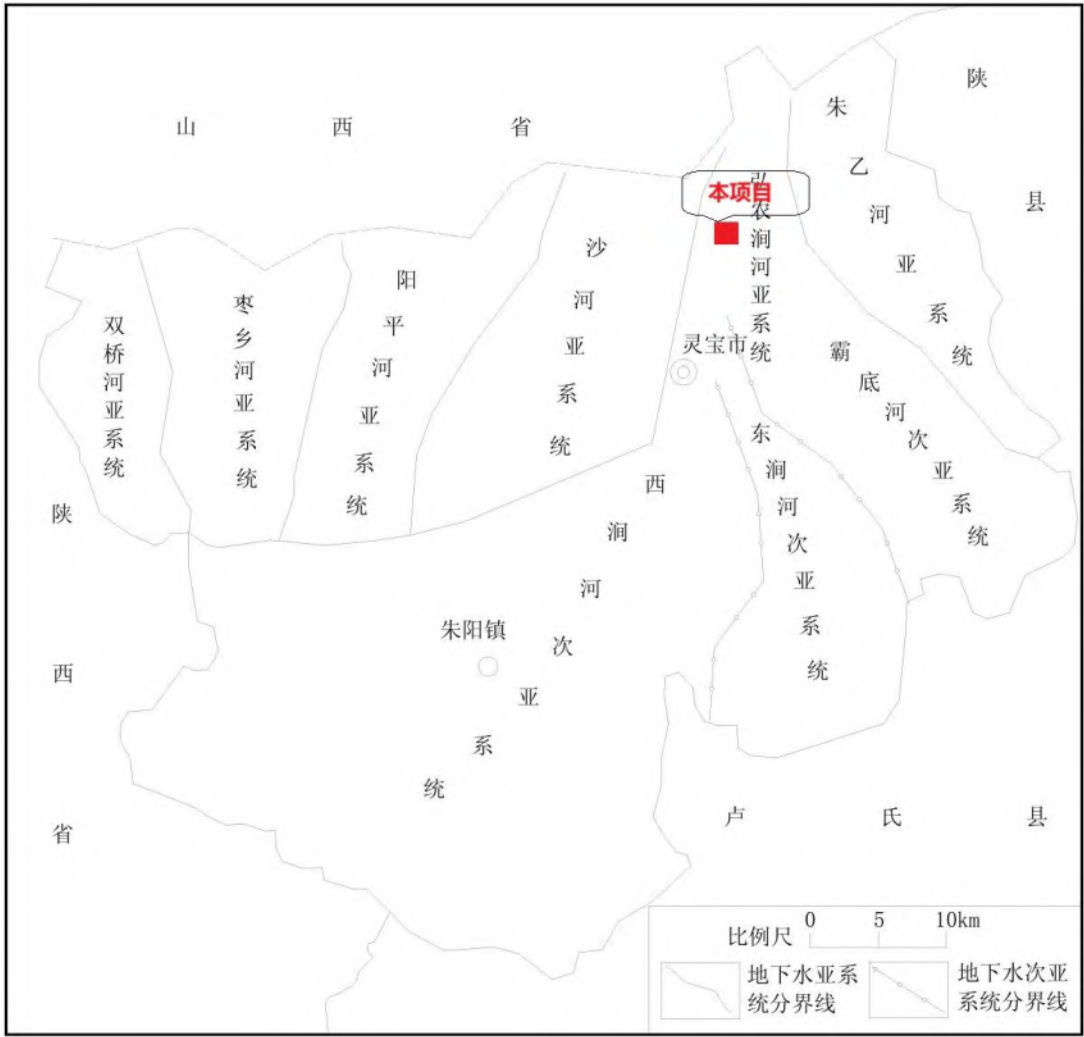 山西省
陕县
朱乙河亚系统
本项目
弘农涧河亚系统
沙河亚系统
阳平河亚系统
枣乡河亚系统
双桥河亚系统
灵宝市
霸底河次亚系统
东涧河次亚系统
西涧河次亚系统
朱阳镇
陕西省
卢氏县
比例尺 0 5 10km
地下水亚系
统分界线
地下水次亚
系统分界线